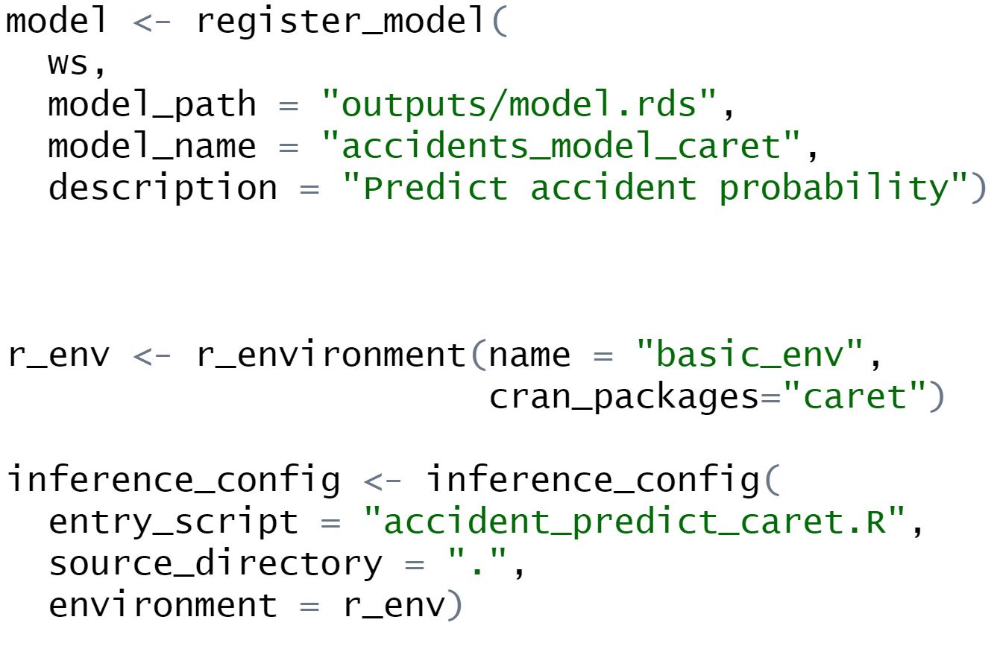 model <- register_model(
  ws,
  model_path = "outputs/model.rds",
  model_name = "accidents_model_caret",
  description = "Predict accident probability")
r_env <- r_environment(name = "basic_env",
                       cran_packages="caret")
inference_config <- inference_config(
  entry_script = "accident_predict_caret.R",
  source_directory = ".",
  environment = r_env)